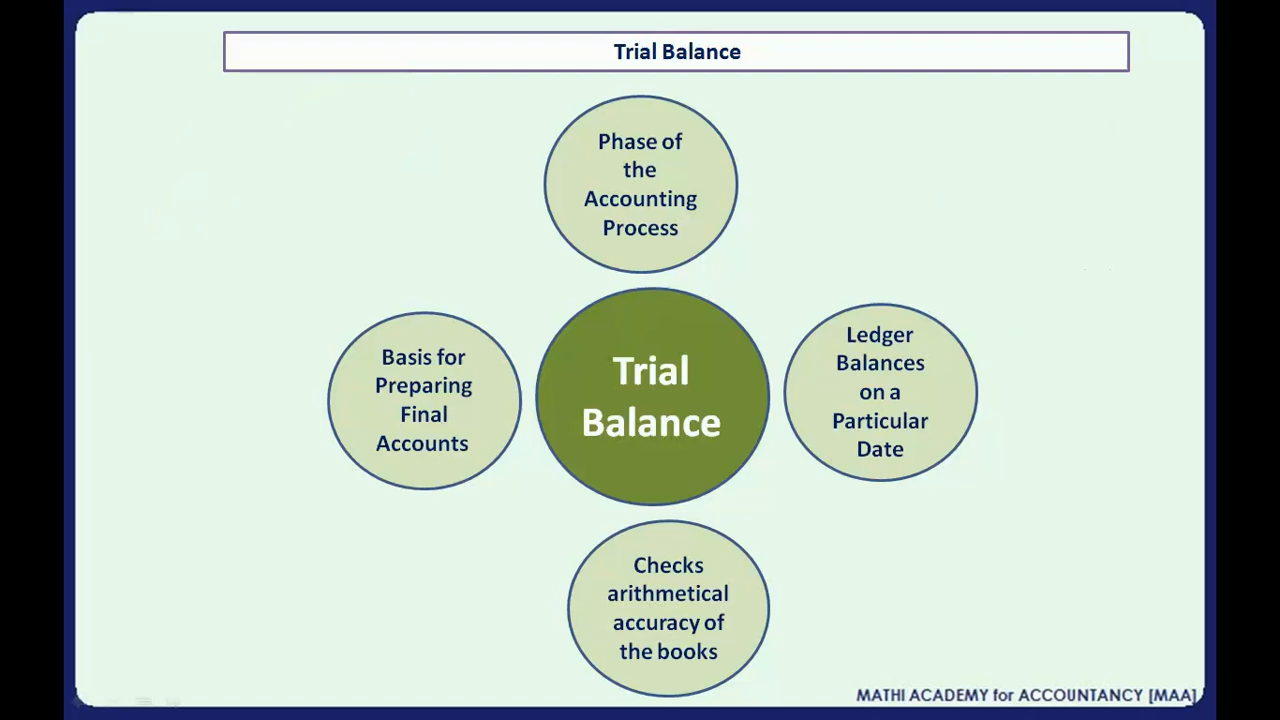 Trial Balance
Phase of
the
Accounting
Process
Basis for
Preparing
Final
Accounts
Trial
Balance
Ledger
Balances
on a
Particular
Date
Checks
arithmetical
accuracy of
the books
MATHI ACADEMY for ACCOUNTANCY [MAA]